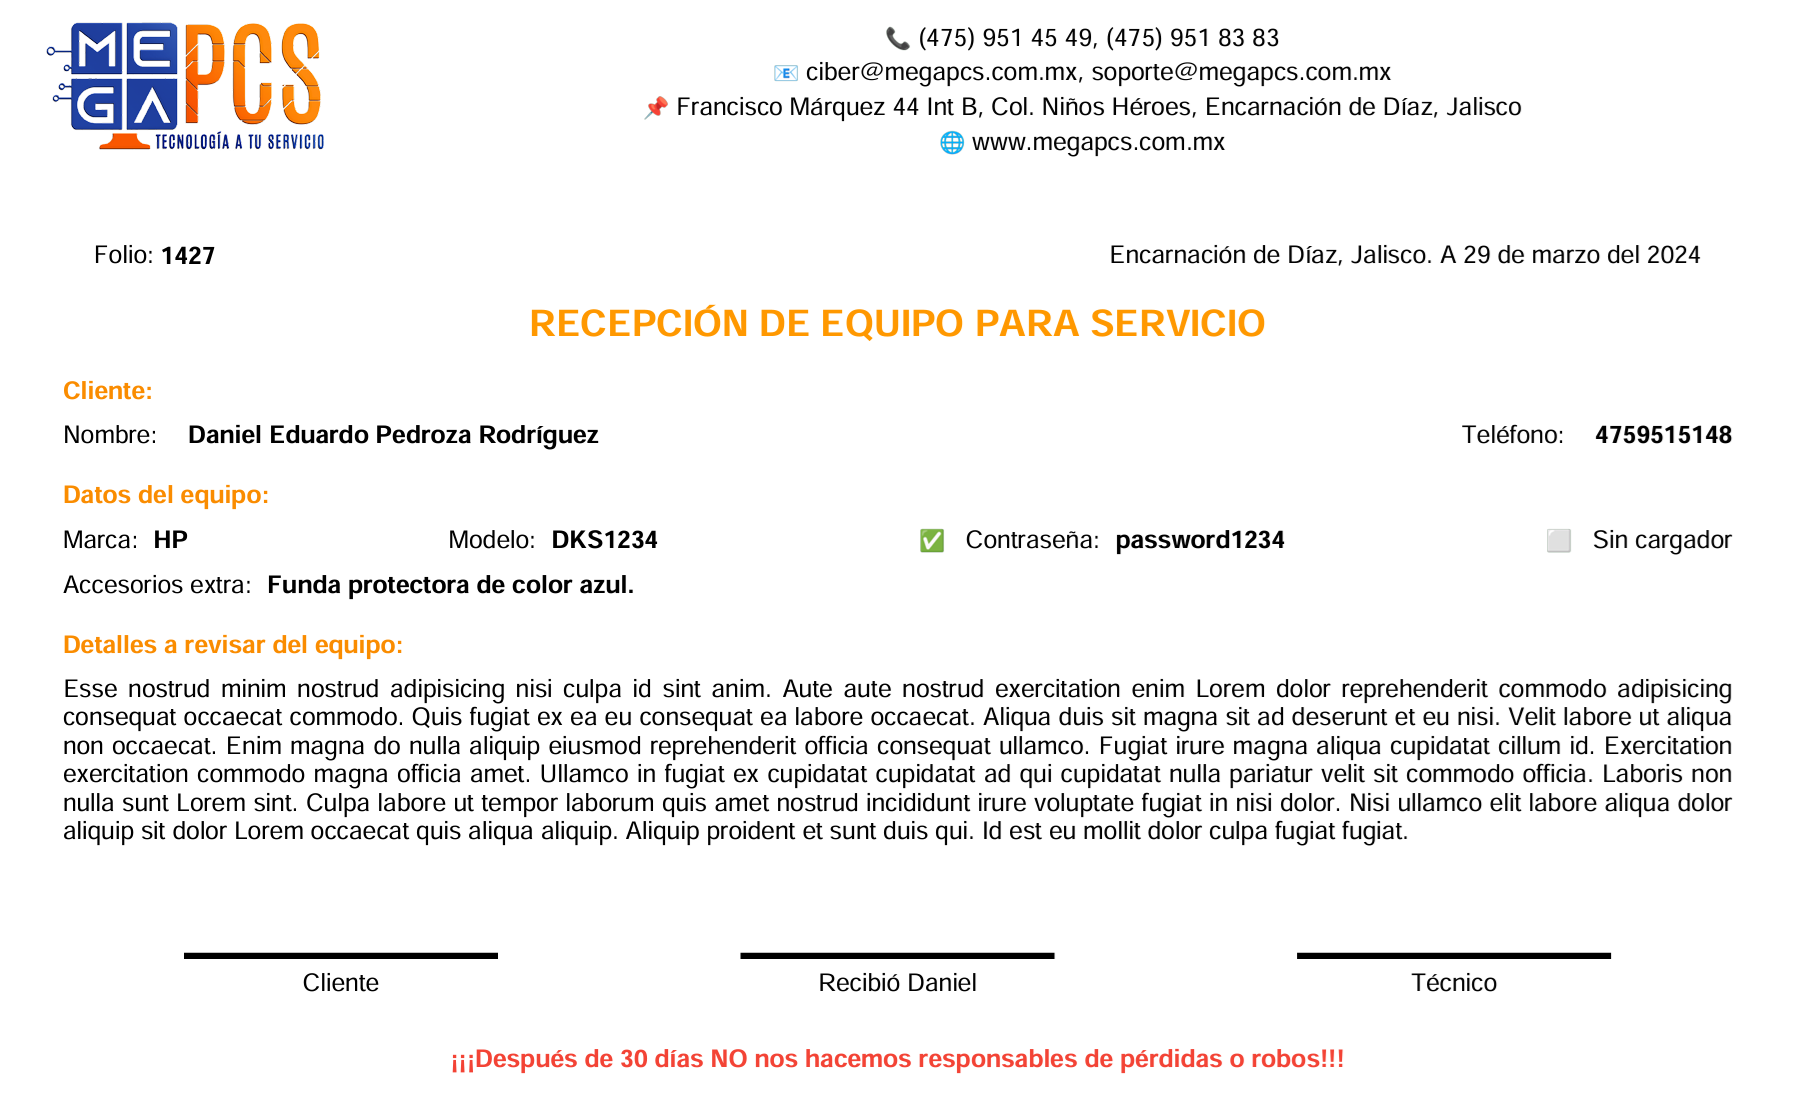 MEGA PCS
TECNOLOGÍA A TU SERVICIO
📞 (475) 951 45 49, (475) 951 83 83
📧 ciber@megapcs.com.mx, soporte@megapcs.com.mx
📌 Francisco Márquez 44 Int B, Col. Niños Héroes, Encarnación de Díaz, Jalisco
🌐 www.megapcs.com.mx
Folio: 1427 Encarnación de Díaz, Jalisco. A 29 de marzo del 2024
RECEPCIÓN DE EQUIPO PARA SERVICIO
Cliente:
Nombre: Daniel Eduardo Pedroza Rodríguez Teléfono: 4759515148
Datos del equipo:
Marca: HP Modelo: DKS1234 ✅ Contraseña: password1234 ⬜ Sin cargador
Accesorios extra: Funda protectora de color azul.
Detalles a revisar del equipo:
Esse nostrud minim nostrud adipisicing nisi culpa id sint anim. Aute aute nostrud exercitation enim Lorem dolor reprehenderit commodo adipisicing
consequat occaecat commodo. Quis fugiat ex ea eu consequat ea labore occaecat. Aliqua duis sit magna sit ad deserunt et eu nisi. Velit labore ut aliqua
non occaecat. Enim magna do nulla aliquip eiusmod reprehenderit officia consequat ullamco. Fugiat irure magna aliqua cupidatat cillum id. Exercitation
exercitation commodo magna officia amet. Ullamco in fugiat ex cupidatat cupidatat ad qui cupidatat nulla pariatur velit sit commodo officia. Laboris non
nulla sunt Lorem sint. Culpa labore ut tempor laborum quis amet nostrud incididunt irure voluptate fugiat in nisi dolor. Nisi ullamco elit labore aliqua dolor
aliquip sit dolor Lorem occaecat quis aliqua aliquip. Aliquip proident et sunt duis qui. Id est eu mollit dolor culpa fugiat fugiat.
Cliente Recibió Daniel Técnico
¡¡¡Después de 30 días NO nos hacemos responsables de pérdidas o robos!!!